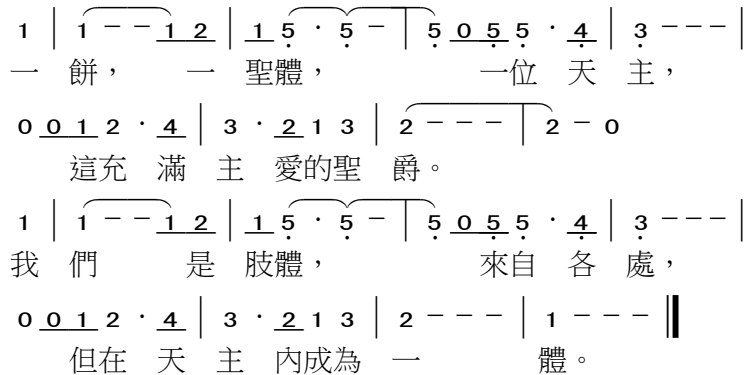 1 | 1 - - 1 2 | 1 5 · 5 - | 5 0 5 5 · 4 | 3 - - - |
一 餅， 一 聖體， 一位 天 主，
0 0 1 2 · 4 | 3 · 2 1 3 | 2 - - - | 2 - 0
這充 滿 主 愛的聖 爵。
1 | 1 - - 1 2 | 1 5 · 5 - | 5 0 5 5 · 4 | 3 - - - |
我 們 是 肢體， 來自 各 處，
0 0 1 2 · 4 | 3 · 2 1 3 | 2 - - - | 1 - - - ‖
但在 天 主 內成為 一 體。